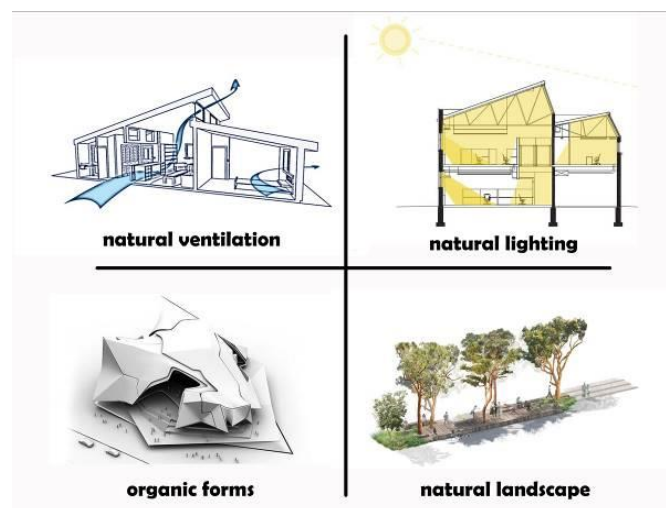 natural ventilation
natural lighting
organic forms
natural landscape